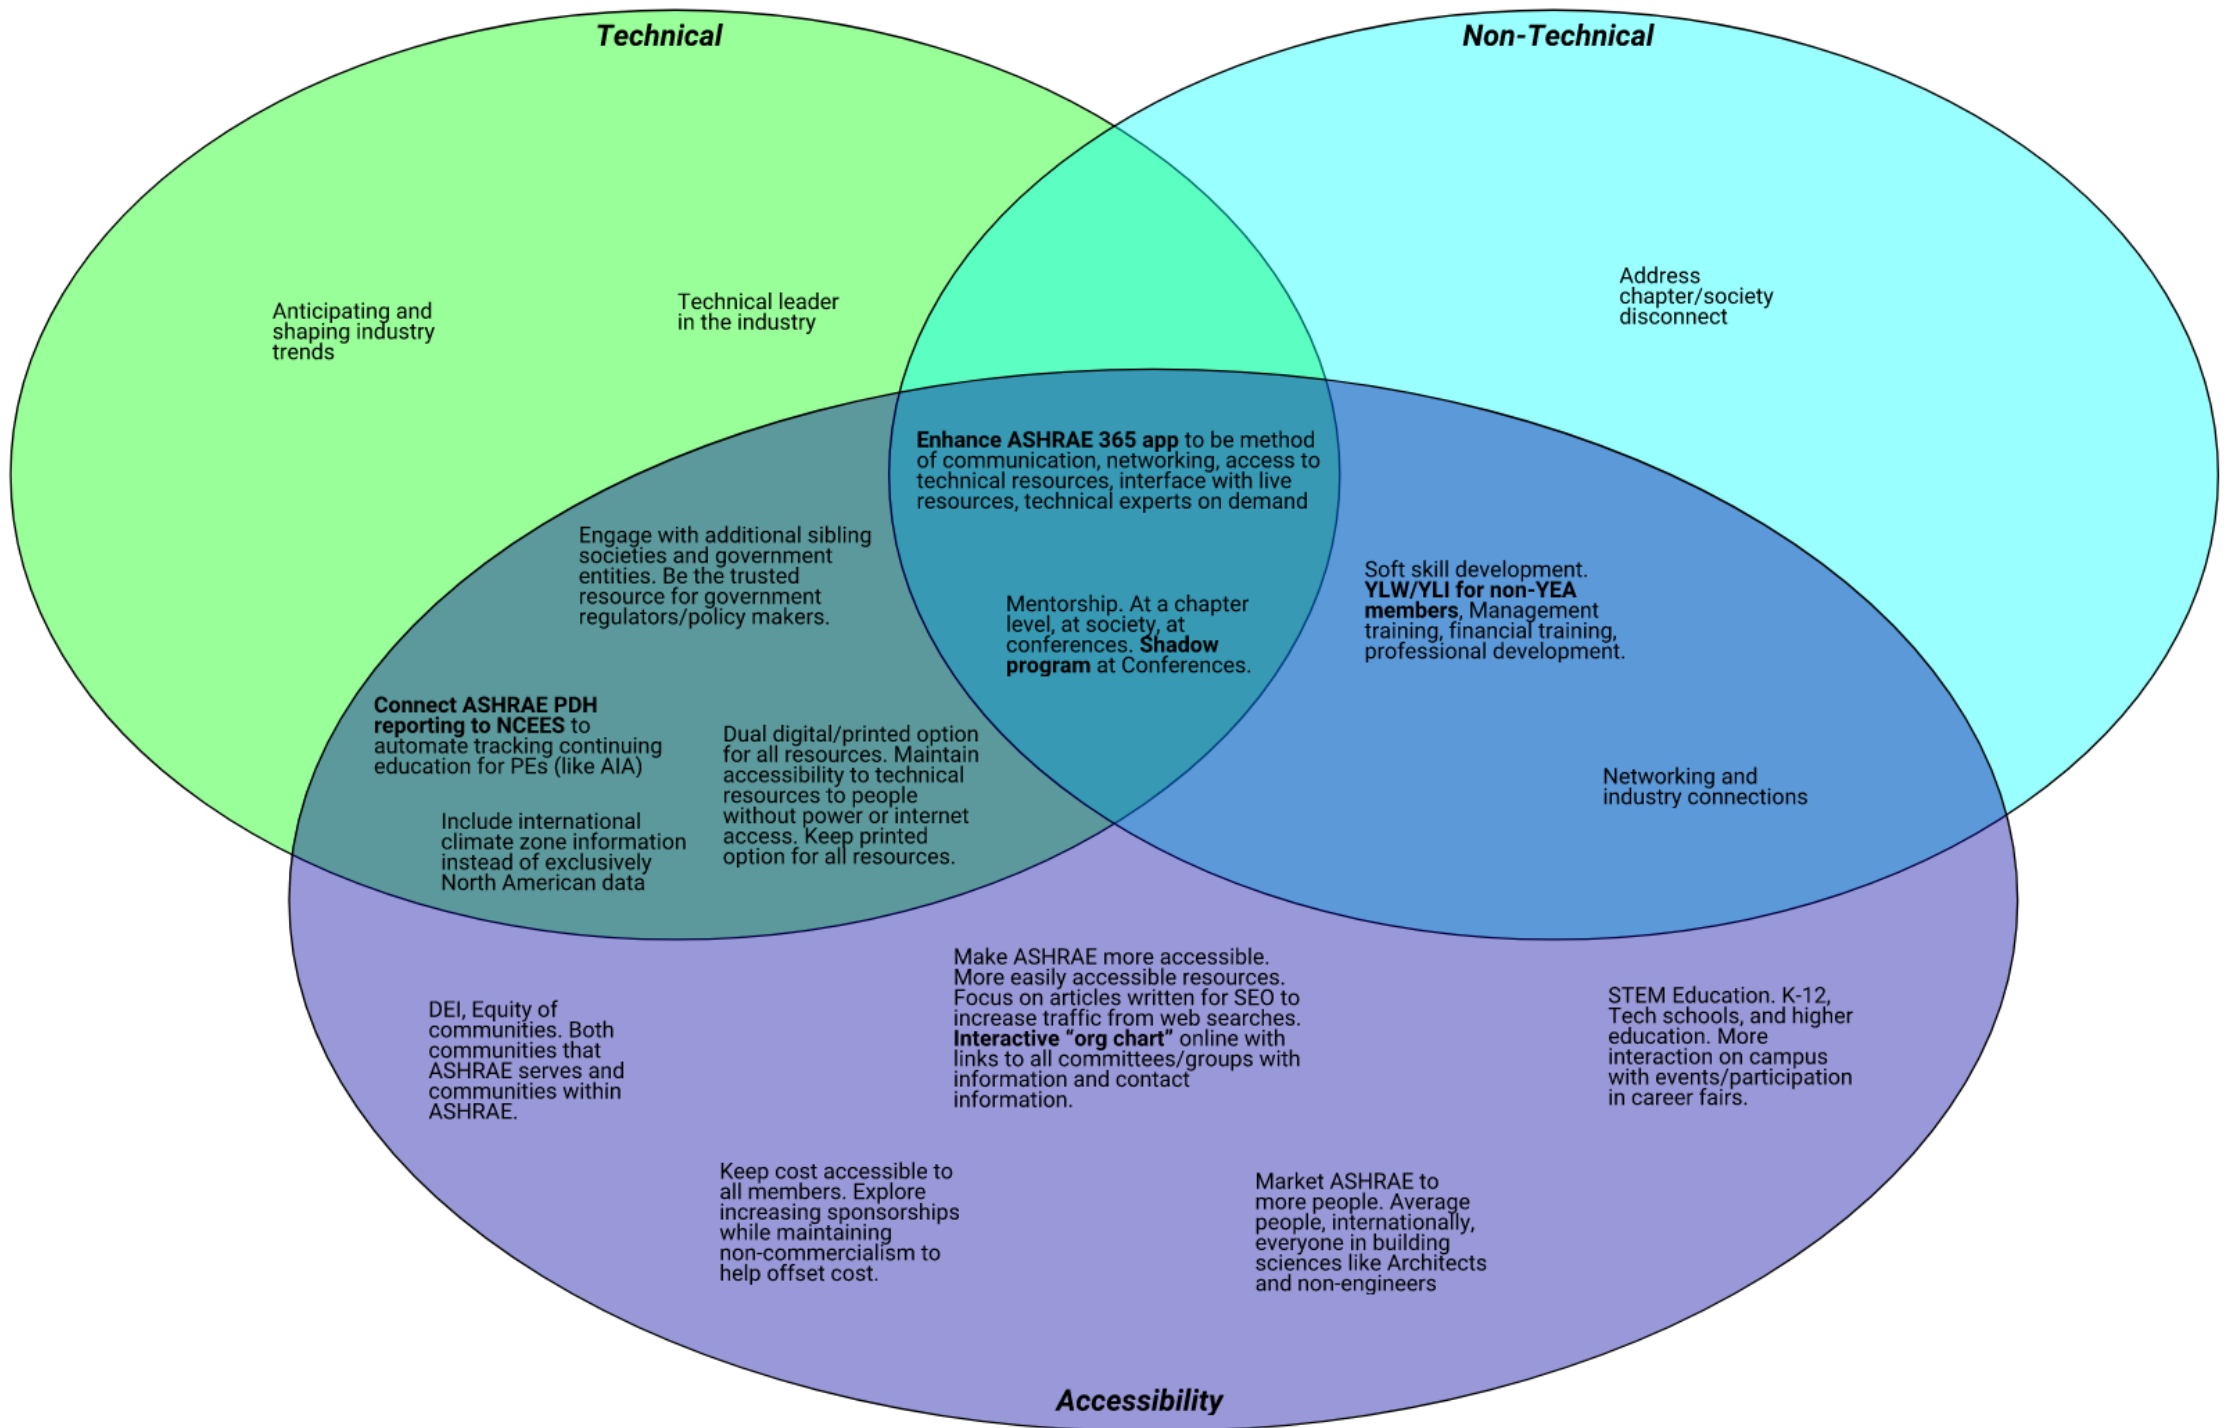 Technical
Non-Technical
Anticipating and
shaping industry
trends
Technical leader
in the industry
Address
chapter/society
disconnect
Enhance ASHRAE 365 app to be method
of communication, networking, access to
technical resources, interface with live
resources, technical experts on demand
Engage with additional sibling
societies and government
entities. Be the trusted
resource for government
regulators/policy makers.
Mentorship. At a chapter
level, at society, at
conferences. Shadow
program at Conferences.
Soft skill development.
YLW/YLI for non-YEA
members, Management
training, financial training,
professional development.
Connect ASHRAE PDH
reporting to NCEES to
automate tracking continuing
education for PEs (like AIA)
Dual digital/printed option
for all resources. Maintain
accessibility to technical
resources to people
without power or internet
access. Keep printed
option for all resources.
Networking and
industry connections
Include international
climate zone information
instead of exclusively
North American data
DEI, Equity of
communities. Both
communities that
ASHRAE serves and
communities within
ASHRAE.
Make ASHRAE more accessible.
More easily accessible resources.
Focus on articles written for SEO to
increase traffic from web searches.
Interactive “org chart” online with
links to all committees/groups with
information and contact
information.
STEM Education. K-12,
Tech schools, and higher
education. More
interaction on campus
with events/participation
in career fairs.
Keep cost accessible to
all members. Explore
increasing sponsorships
while maintaining
non-commercialism to
help offset cost.
Market ASHRAE to
more people. Average
people, internationally,
everyone in building
sciences like Architects
and non-engineers
Accessibility